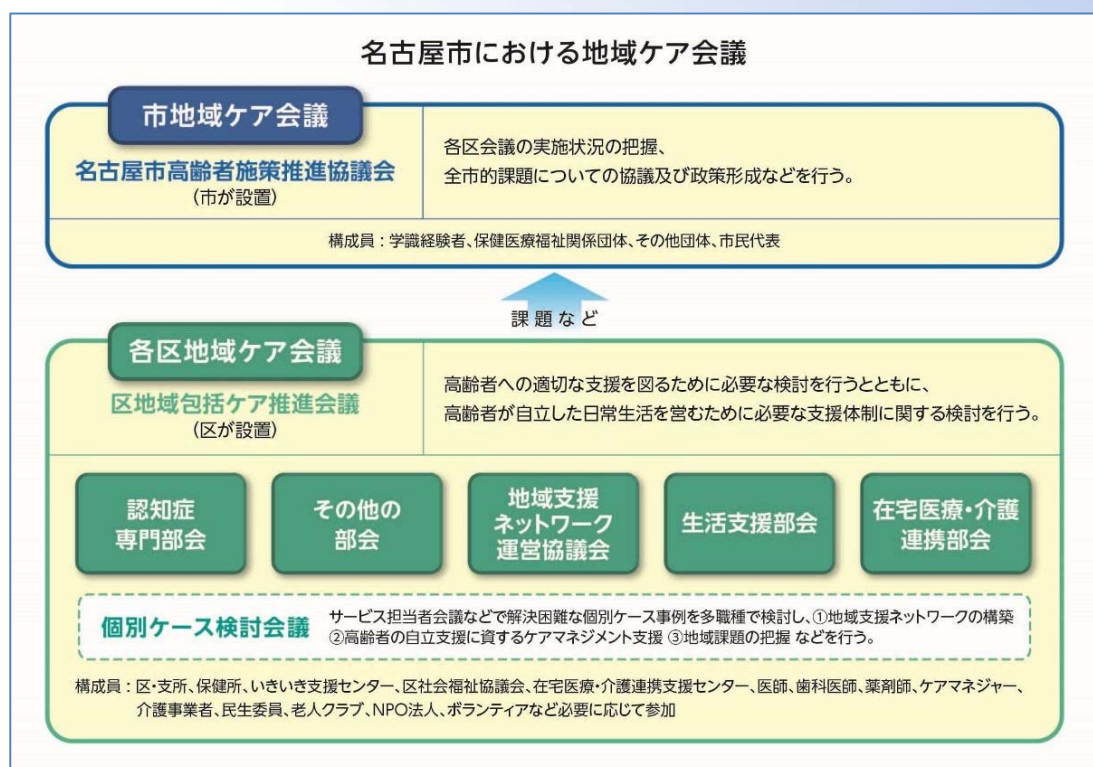 名古屋市における地域ケア会議
市地域ケア会議
名古屋市高齢者施策推進協議会
(市が設置)
各区会議の実施状況の把握、
全市的課題についての協議及び政策形成などを行う。
構成員：学識経験者、保健医療福祉関係団体、その他団体、市民代表
課題など
各区地域ケア会議
区地域包括ケア推進会議
(区が設置)
高齢者への適切な支援を図るために必要な検討を行うとともに、
高齢者が自立した日常生活を営むために必要な支援体制に関する検討を行う。
認知症
専門部会
その他の
部会
地域支援
ネットワーク
運営協議会
生活支援部会
在宅医療・介護
連携部会
個別ケース検討会議
サービス担当者会議などで解決困難な個別ケース事例を多職種で検討し、①地域支援ネットワークの構築
②高齢者の自立支援に資するケアマネジメント支援 ③地域課題の把握 などを行う。
構成員：区・支所、保健所、いきいき支援センター、区社会福祉協議会、在宅医療・介護連携支援センター、医師、歯科医師、薬剤師、ケアマネジャー、
介護事業者、民生委員、老人クラブ、NPO法人、ボランティアなど必要に応じて参加